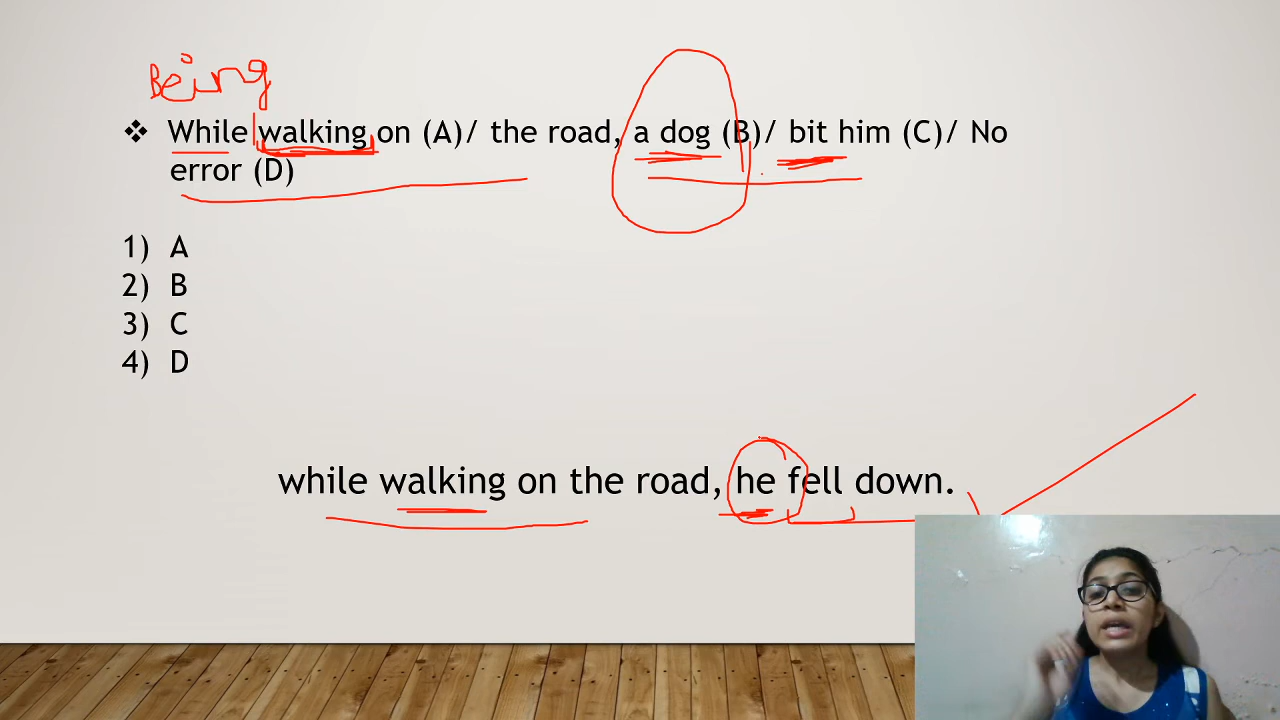 Being
❖ While walking on (A)/ the road, a dog (B)/ bit him (C)/ No
error (D)
1) A
2) B
3) C
4) D
while walking on the road, he fell down.